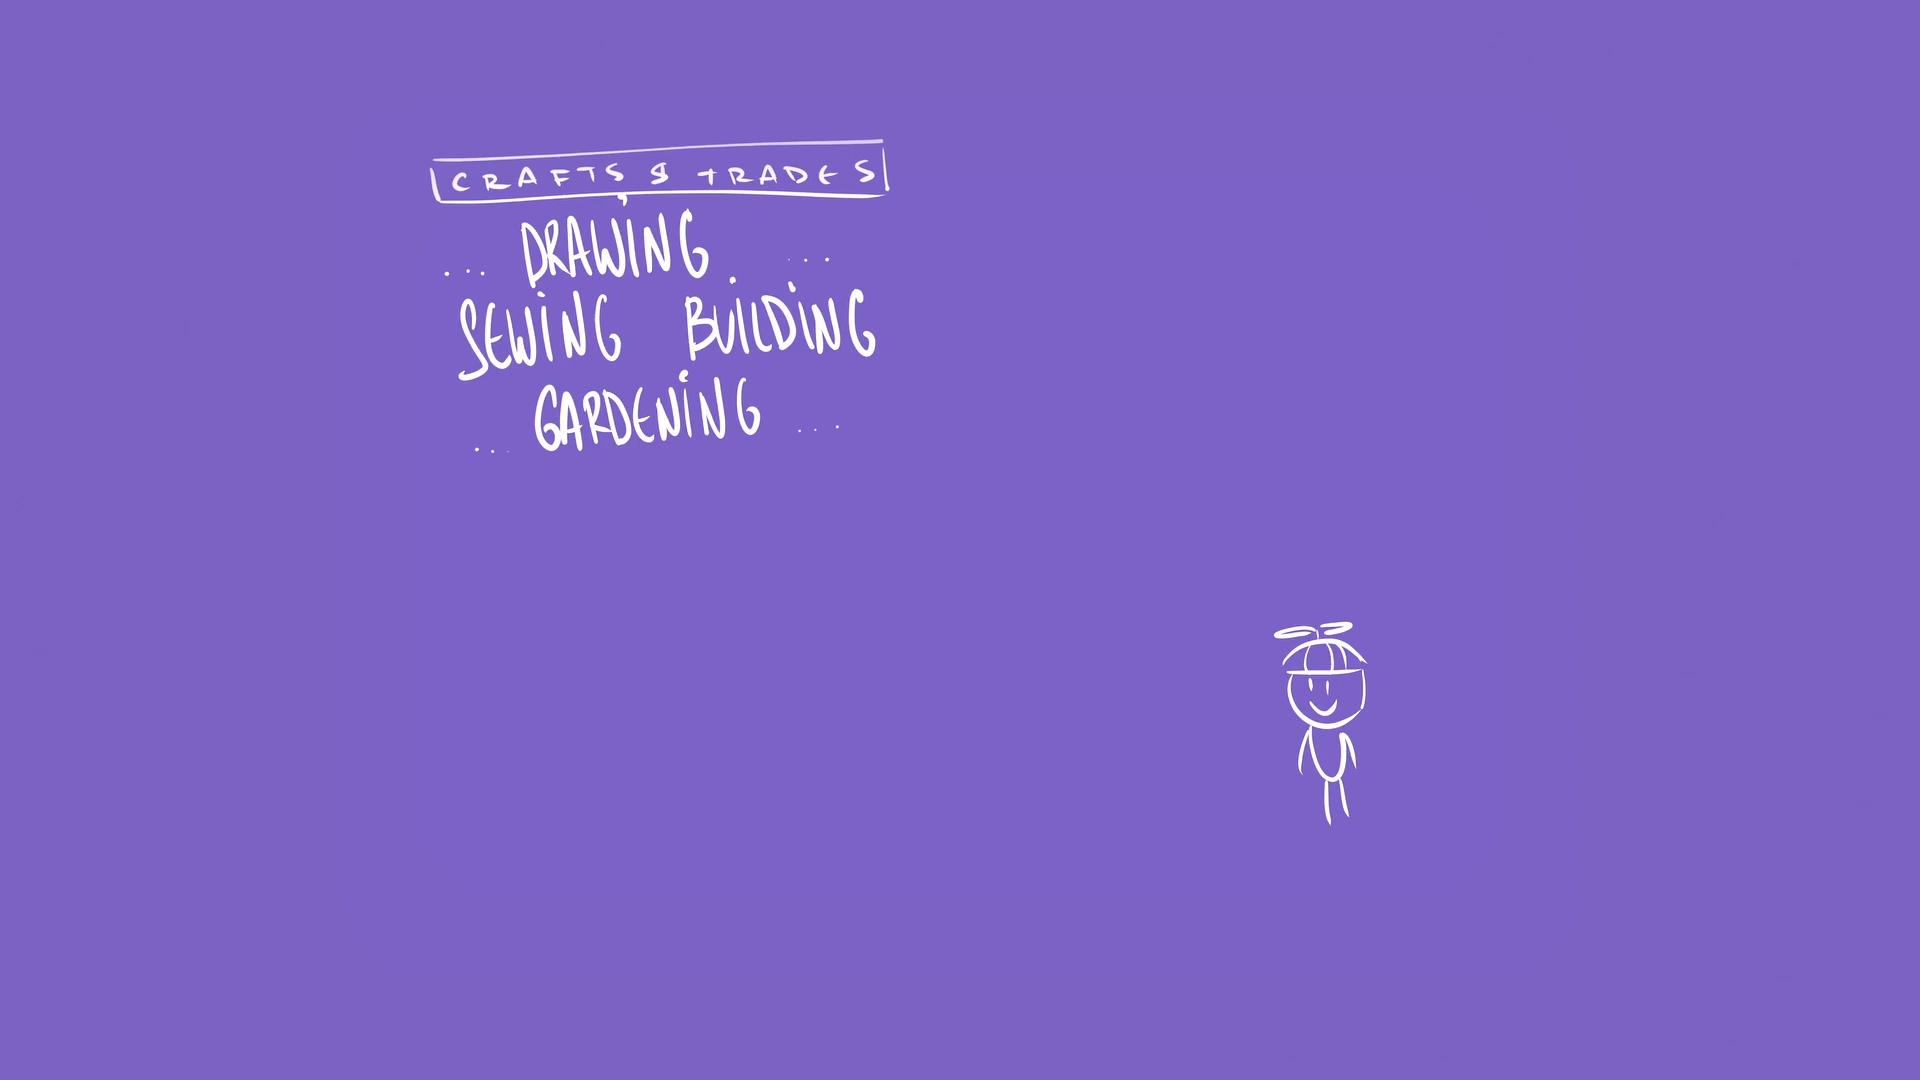 CRAFTS & TRADES
... DRAWING ...
SEWING BUILDING
... GARDENING ...